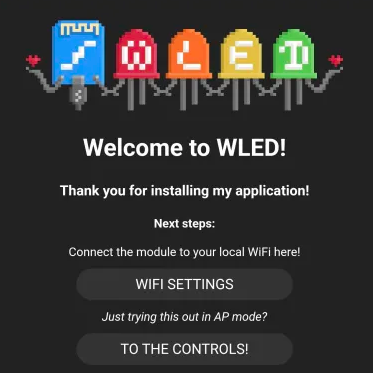 WLED
Welcome to WLED!
Thank you for installing my application!
Next steps:
Connect the module to your local WiFi here!
WIFI SETTINGS
Just trying this out in AP mode?
TO THE CONTROLS!